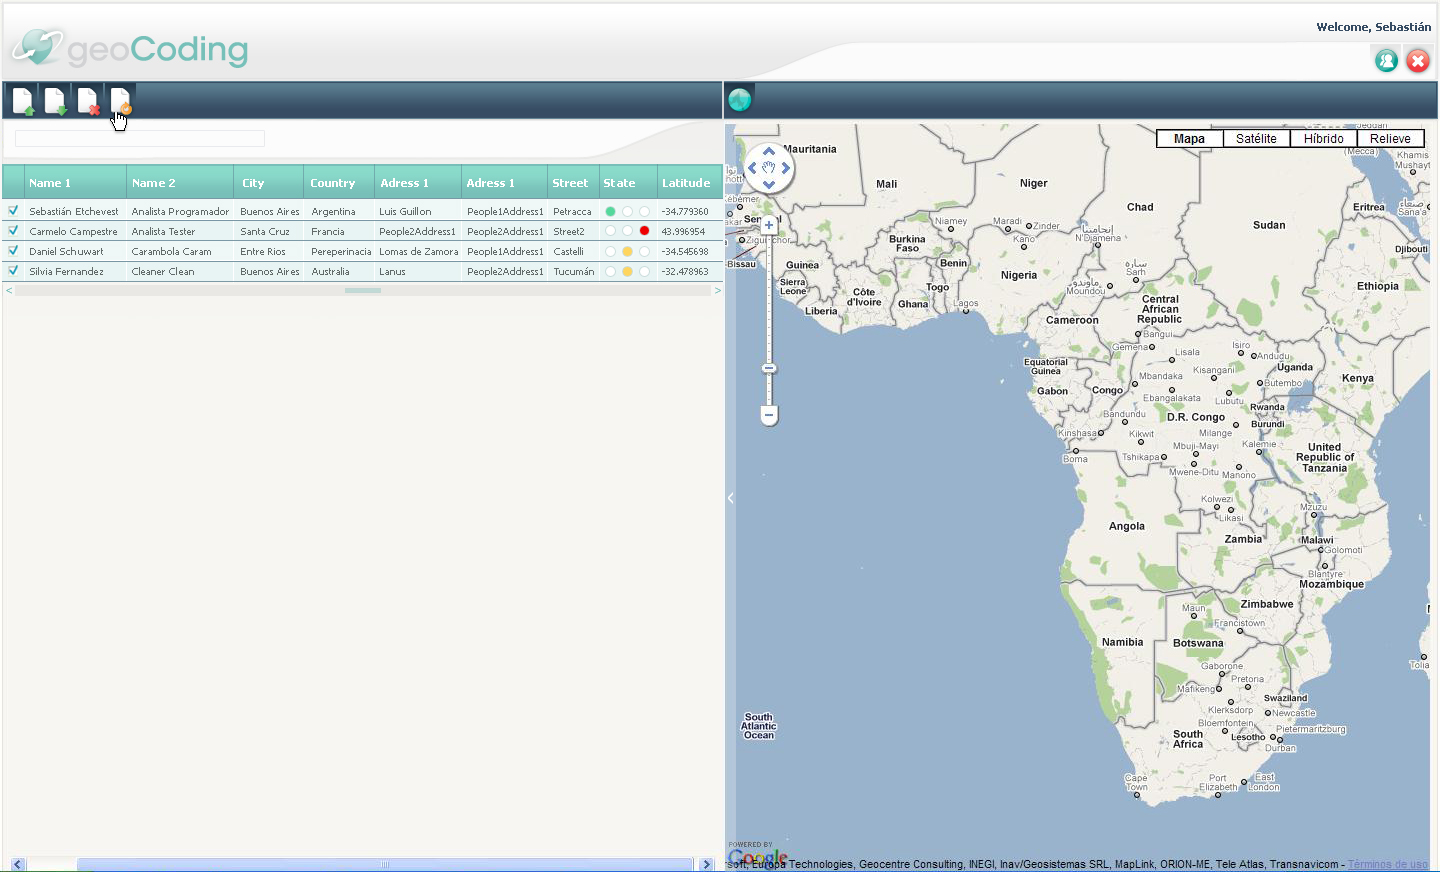 Welcome, Sebastián
geoCoding
Name 1 Name 2 City Country Adress 1 Adress 1 Street State Latitude
Sebastián Etchevest Analista Programador Buenos Aires Argentina Luis Guillon People1Address1 Petracca -34.779360
Carmelo Campestre Analista Tester Santa Cruz Francia People2Address1 People2Address1 Street2 43.996954
Daniel Schuwart Carambola Caram Entre Rios Pereperinacia Lomas de Zamora People1Address1 Castelli -34.545698
Silvia Fernandez Cleaner Clean Buenos Aires Australia Lanus People2Address1 Tucumán -32.478963
Mapa Satélite Híbrido Relieve
(Mecca)
Khamis
Mushayt
Mauritania
Mali
Niger
Chad
Sudan
Eritrea
Djibouti
Ethiopia
Niamey
Maradi
Zinder
Kano
N'Djamena
إنجامينا
Burkina
Faso
Benin
Togo
Nigeria
ساره
Sarh
ماوندو
Moundou
Bissau
Guinea
Sierra
Leone
Liberia
Côte
d'Ivoire
Ghana
Lagos
Cameroon
Central
African
Republic
Bangui
Gemena
Lisala
Isiro
Andudu
Uganda
Kenya
Equatorial
Guinea
Gabon
Congo
Mbandaka
Kisangani
Butembo
Ebangalakata
Lubutu
Rwanda
Burundi
Bandundu
D.R. Congo
Kinshasa
Kikwit
Milange
Mbuji-Mayi
Kalemie
Boma
Tshikapa
Mwene-Ditu
Manono
United
Republic of
Tanzania
Kolwezi
Likasi
Mzuzu
Angola
Zambia
Malawi
Golomoti
Blantyre
Mozambique
Zimbabwe
Maun
Francistown
Namibia
Botswana
Gaborone
Pretoria
Mafikeng
Swaziland
Klerksdorp
Newcastle
Bloemfontein
Pietermaritzburg
Lesotho
Durban
South
Africa
South
Atlantic
Ocean
Cape
Town
Port
Elizabeth
East
London
Tolia
POWERED BY
Google
rsoft, Europa Technologies, Geocentre Consulting, INEGI, Inav/Geosistemas SRL, MapLink, ORION-ME, Tele Atlas, Transnavicom - Términos de uso